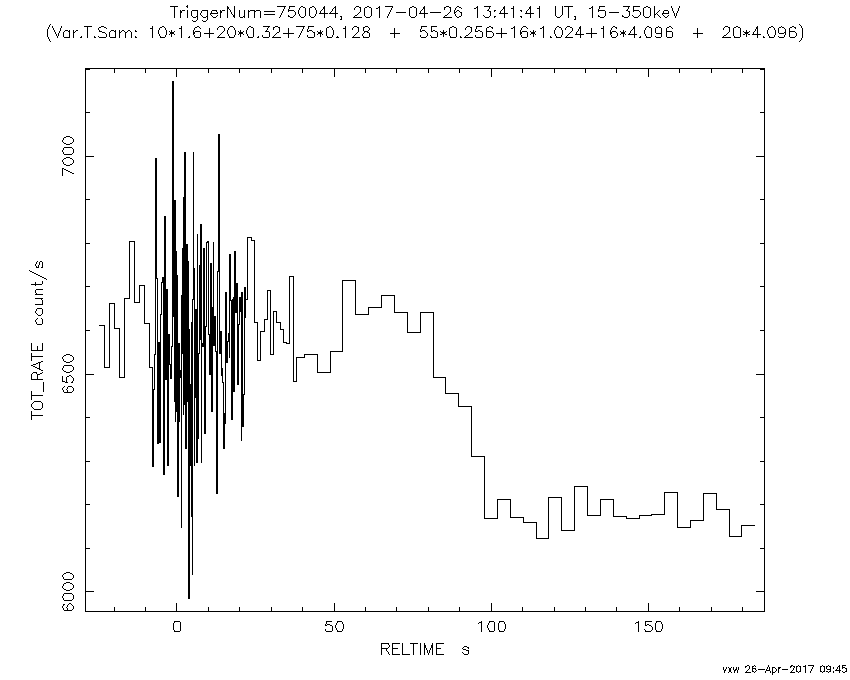 TriggerNum=750044, 2017-04-26 13:41:41 UT, 15-350keV
(Var.T.Sam: 10*1.6+20*0.32+75*0.128 + 55*0.256+16*1.024+16*4.096 + 20*4.096)
7000
6500
6000
TOT_RATE count/s
0 50 100 150
RELTIME s
vxw 26-Apr-2017 09:45